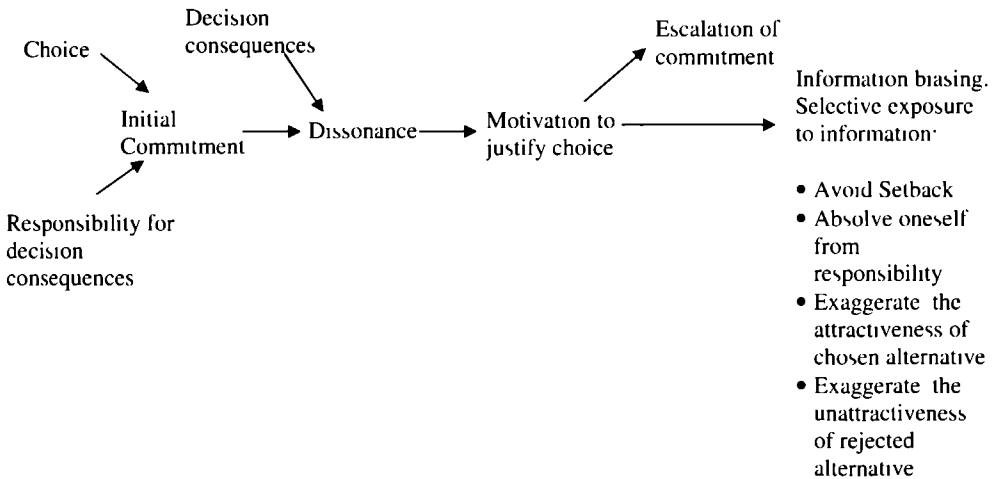 Choice
Decision
consequences
Responsibility for
decision
consequences
Initial
Commitment
Dissonance
Motivation to
justify choice
Escalation of
commitment
Information biasing.
Selective exposure
to information:
• Avoid Setback
• Absolve oneself
from
responsibility
• Exaggerate the
attractiveness of
chosen alternative
• Exaggerate the
unattractiveness
of rejected
alternative